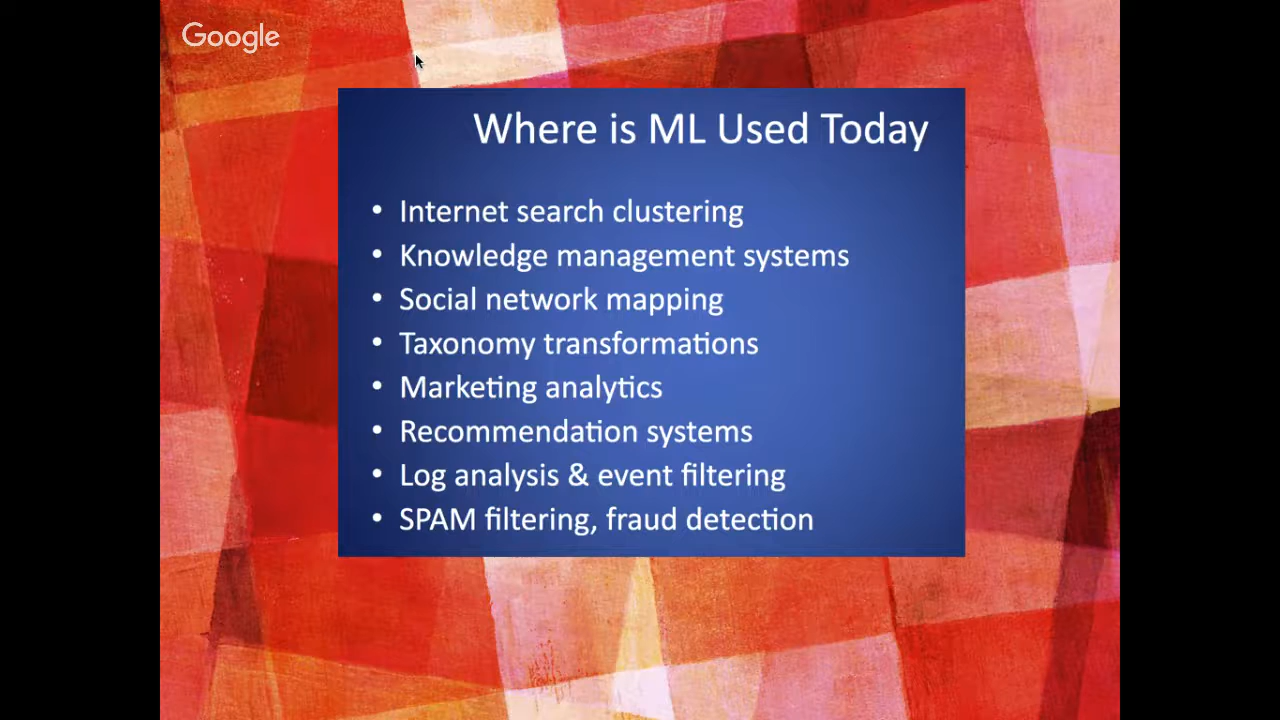 Google
Where is ML Used Today
• Internet search clustering
• Knowledge management systems
• Social network mapping
• Taxonomy transformations
• Marketing analytics
• Recommendation systems
• Log analysis & event filtering
• SPAM filtering, fraud detection